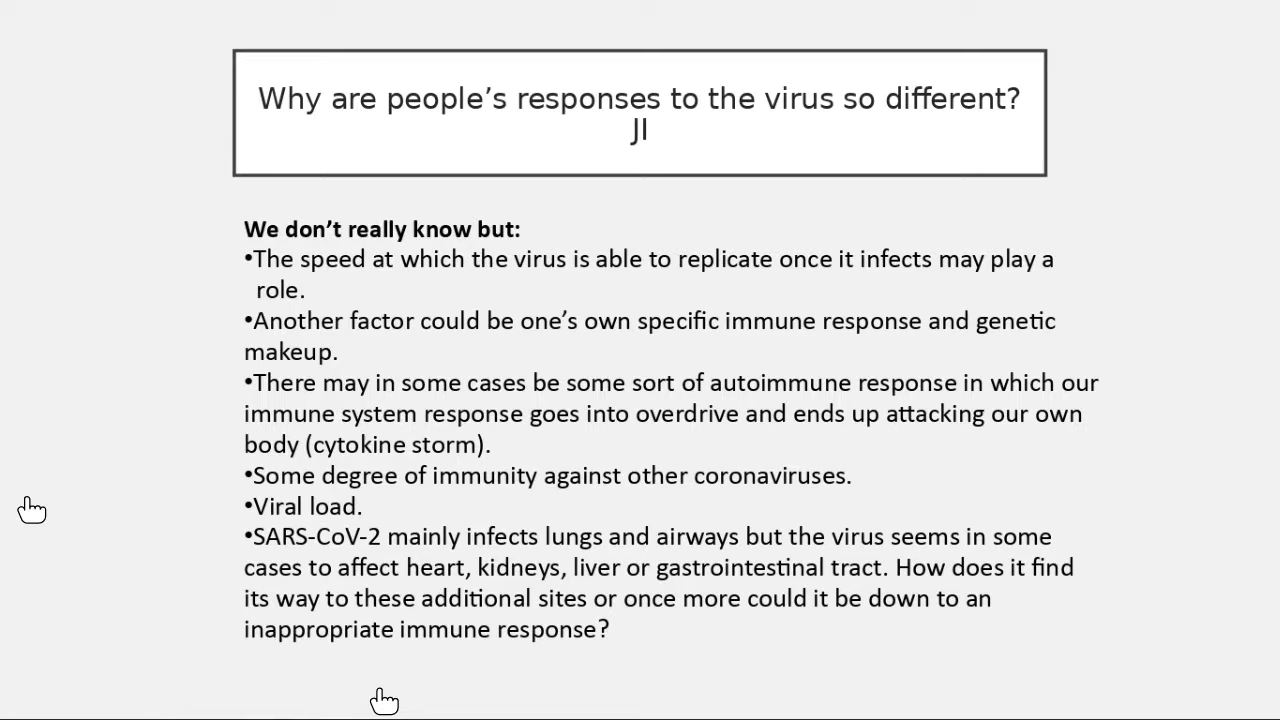 Why are people’s responses to the virus so different?
JI
We don’t really know but:
•The speed at which the virus is able to replicate once it infects may play a
role.
•Another factor could be one’s own specific immune response and genetic
makeup.
•There may in some cases be some sort of autoimmune response in which our
immune system response goes into overdrive and ends up attacking our own
body (cytokine storm).
•Some degree of immunity against other coronaviruses.
•Viral load.
•SARS-CoV-2 mainly infects lungs and airways but the virus seems in some
cases to affect heart, kidneys, liver or gastrointestinal tract. How does it find
its way to these additional sites or once more could it be down to an
inappropriate immune response?